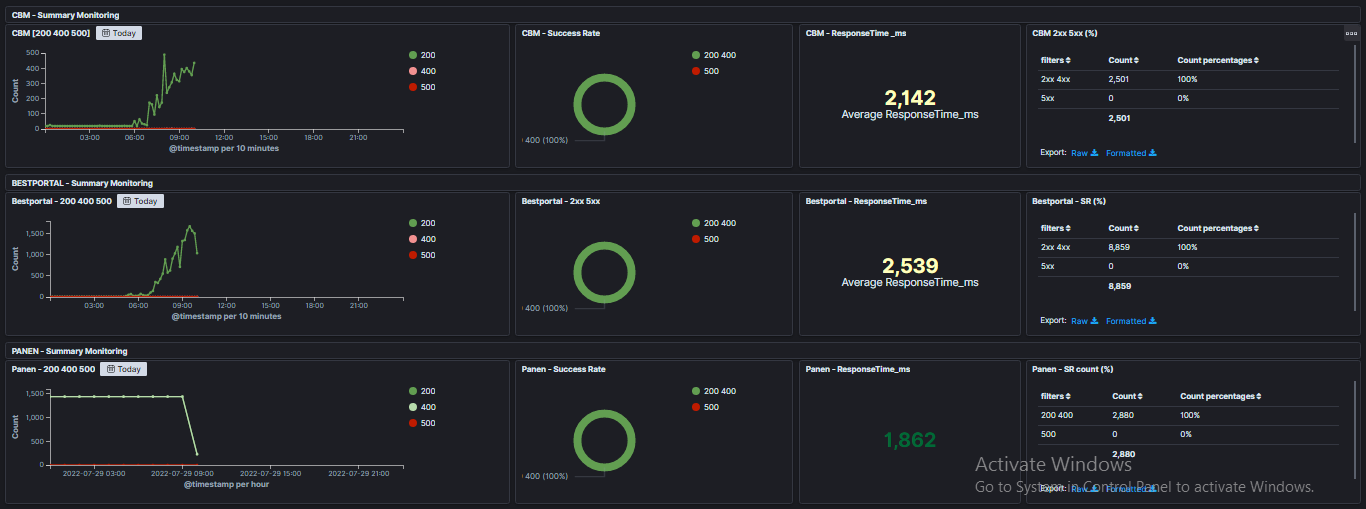 CBM - Summary Monitoring
CBM [200 400 500] Today
200
400
500
500
400
300
200
100
0
Count
03:00 06:00 09:00 12:00 15:00 18:00 21:00
@timestamp per 10 minutes
CBM - Success Rate
200 400
500
400 (100%)
CBM - ResponseTime _ms
2,142
Average ResponseTime_ms
CBM 2xx 5xx (%)
filters Count Count percentages
2xx 4xx 2,501 100%
5xx 0 0%
2,501
Export: Raw Formatted
BESTPORTAL - Summary Monitoring
Bestportal - 200 400 500 Today
200
400
500
1,500
1,000
500
0
Count
03:00 06:00 09:00 12:00 15:00 18:00 21:00
@timestamp per 10 minutes
Bestportal - 2xx 5xx
200 400
500
400 (100%)
Bestportal - ResponseTime_ms
2,539
Average ResponseTime_ms
Bestportal - SR (%)
filters Count Count percentages
2xx 4xx 8,859 100%
5xx 0 0%
8,859
Export: Raw Formatted
PANEN - Summary Monitoring
Panen - 200 400 500 Today
200
400
500
1,500
1,000
500
0
Count
2022-07-29 03:00 2022-07-29 09:00 2022-07-29 15:00 2022-07-29 21:00
@timestamp per hour
Panen - Success Rate
200 400
500
400 (100%)
Panen - ResponseTime_ms
1,862
Panen - SR count (%)
filters Count Count percentages
200 400 2,880 100%
500 0 0%
2,880
Export: Raw Formatted
Activate Windows
Go to System in Control Panel to activate Windows.